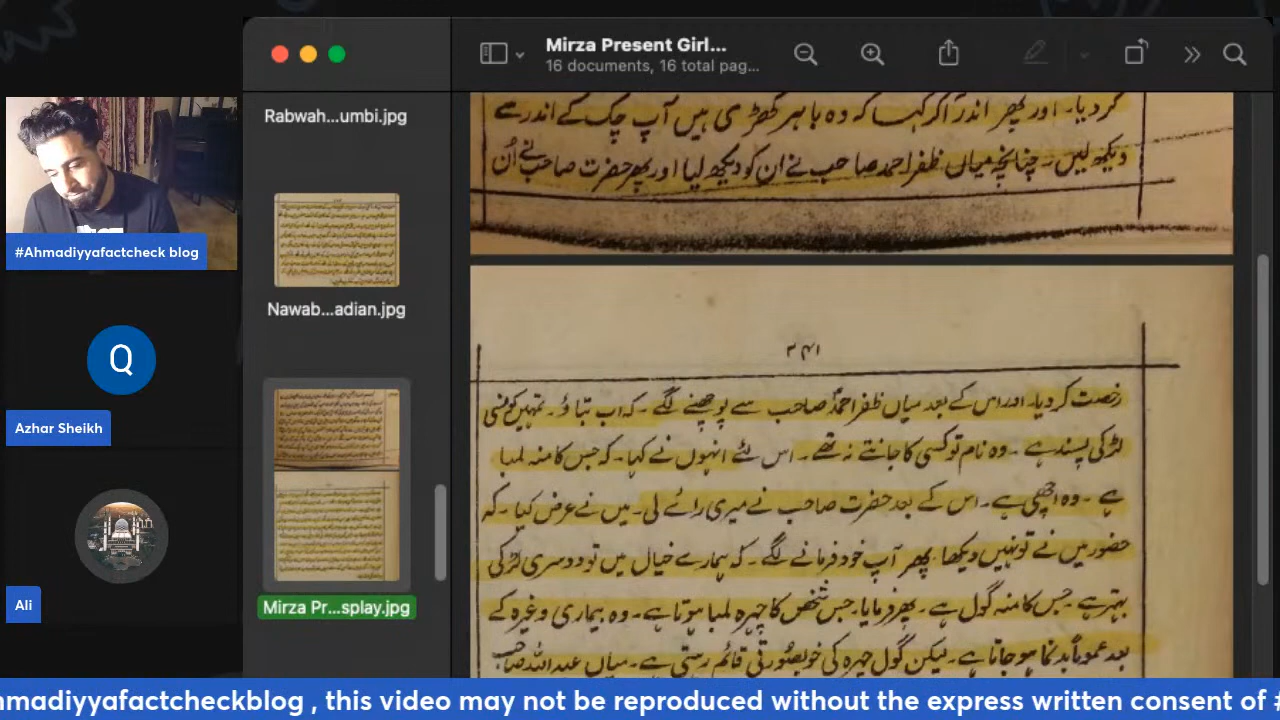 Mirza Present Girl...
16 documents, 16 total pag...
Rabwah...umbi.jpg
Nawab...adian.jpg
Mirza Pr...splay.jpg
#Ahmadiyyafactcheck blog
Q
Azhar Sheikh
Ali
کردیا۔ اور پھر اندر آکر کہا کہ وہ باہر کھڑی ہیں آپ چک کے اندر سے
دیکھ لیں۔ چنانچہ میاں ظفر احمد صاحب نے ان کو دیکھ لیا اور پھر حضرت صاحب نے اُن
۲۴۱
رخصت کردیا۔ اور اس کے بعد میاں ظفر احمدؐ صاحب سے پوچھنے لگے۔ کہ اب بتاؤ۔ تمہیں کونسی
لڑکی پسند ہے۔ وہ نام تو کسی کا جانتے نہ تھے۔ اس لئے انہوں نے کہا۔ کہ جس کا منہ لمبا
ہے۔ وہ اچھی ہے۔ اس کے بعد حضرت صاحب نے میری رائے لی۔ میں نے عرض کیا۔ کہ
حضور میں نے تو نہیں دیکھا پھر آپ خود فرمانے لگے۔ کہ ہمارے خیال میں تو دوسری لڑکی
بہتر ہے۔ جس کا منہ گول ہے۔ پھر فرمایا۔ جس شخص کا چہرہ لمبا ہوتا ہے۔ وہ بیماری وغیرہ کے
بعد عموماً بدنما ہوجاتا ہے۔ لیکن گول چہرہ کی خوبصورتی قائم رہتی ہے۔ میاں عبداللہ صاحب
hmadiyyafactcheckblog , this video may not be reproduced without the express written consent of #